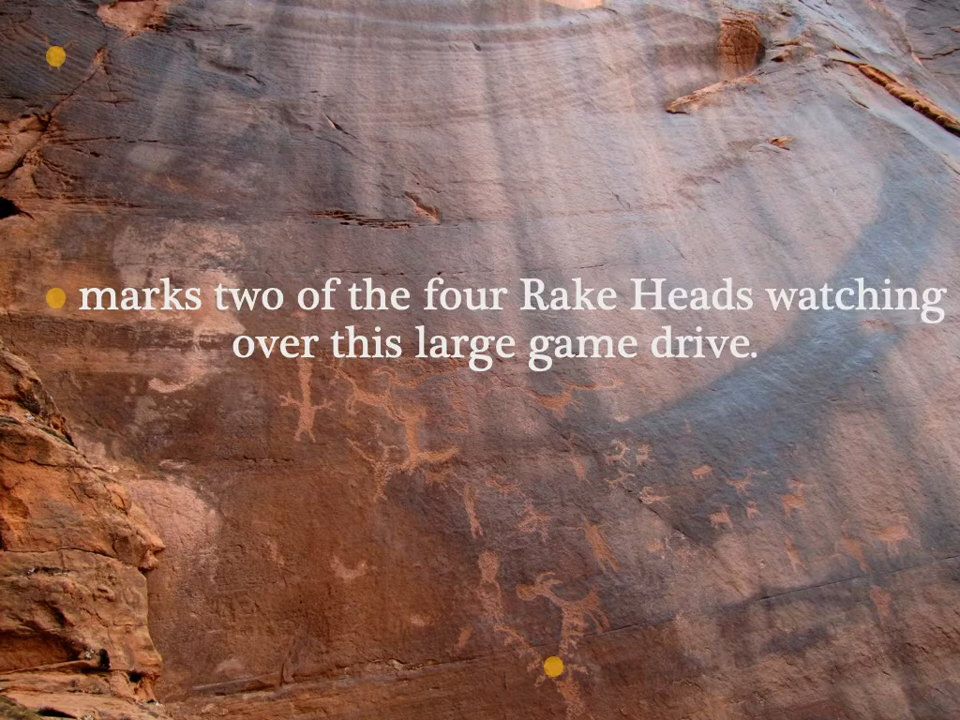 marks two of the four Rake Heads watching
over this large game drive.